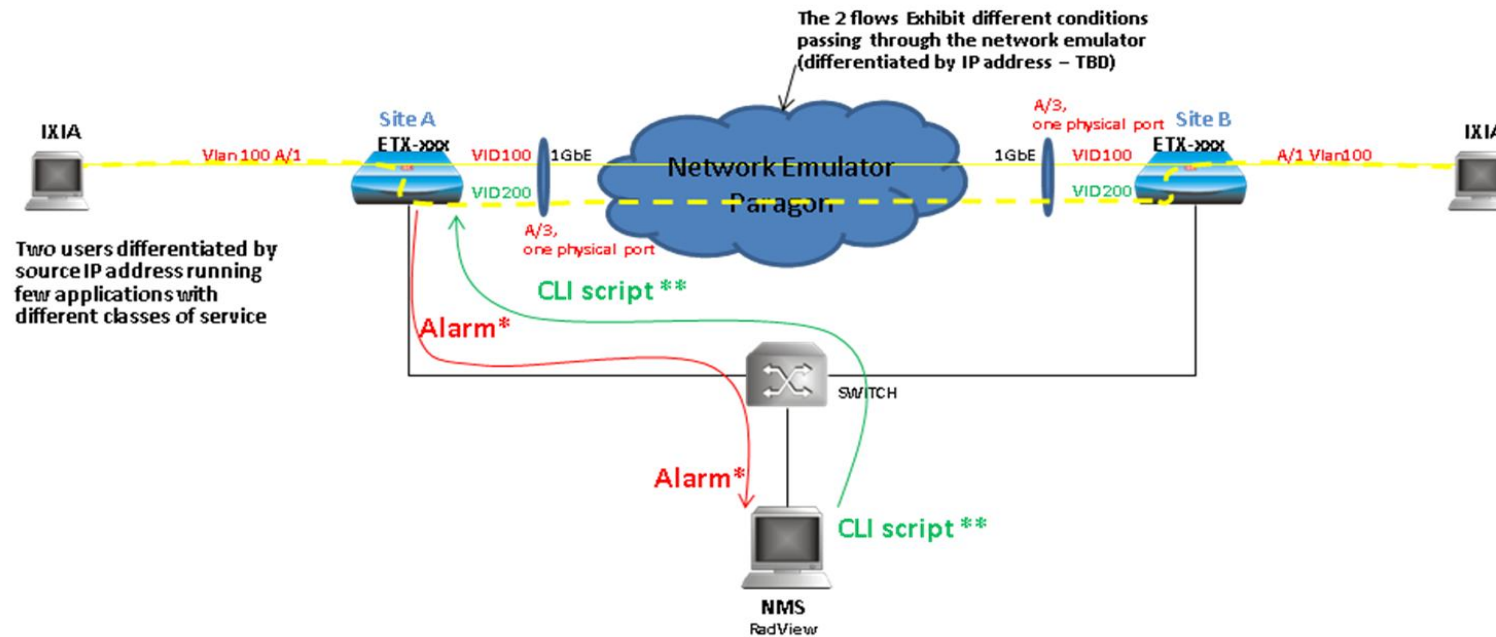 The 2 flows Exhibit different conditions
passing through the network emulator
(differentiated by IP address – TBD)
IXIA
Vlan 100 A/1
Site A
ETX-xxx
VID100
1GbE
VID200
A/3,
one physical port
Network Emulator
Paragon
A/3,
one physical port
1GbE
VID100
VID200
Site B
ETX-xxx
A/1 Vlan100
IXIA
Two users differentiated by
source IP address running
few applications with
different classes of service
CLI script **
Alarm*
SWITCH
Alarm*
CLI script **
NMS
RadView